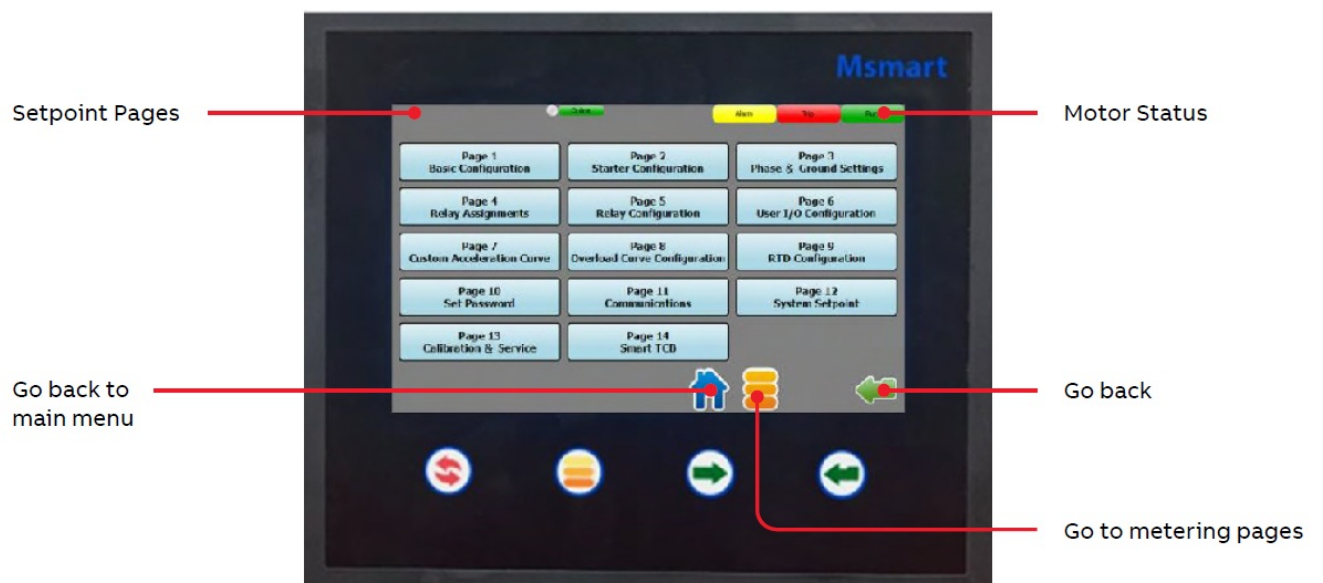 Msmart
Setpoint Pages
Motor Status
Online
Alarm
Trip
Run
Page 1
Basic Configuration
Page 2
Starter Configuration
Page 3
Phase & Ground Settings
Page 4
Relay Assignments
Page 5
Relay Configuration
Page 6
User I/O Configuration
Page 7
Custom Acceleration Curve
Page 8
Overload Curve Configuration
Page 9
RTD Configuration
Page 10
Set Password
Page 11
Communications
Page 12
System Setpoint
Page 13
Calibration & Service
Page 14
Smart TCD
Go back to
main menu
Go back
Go to metering pages